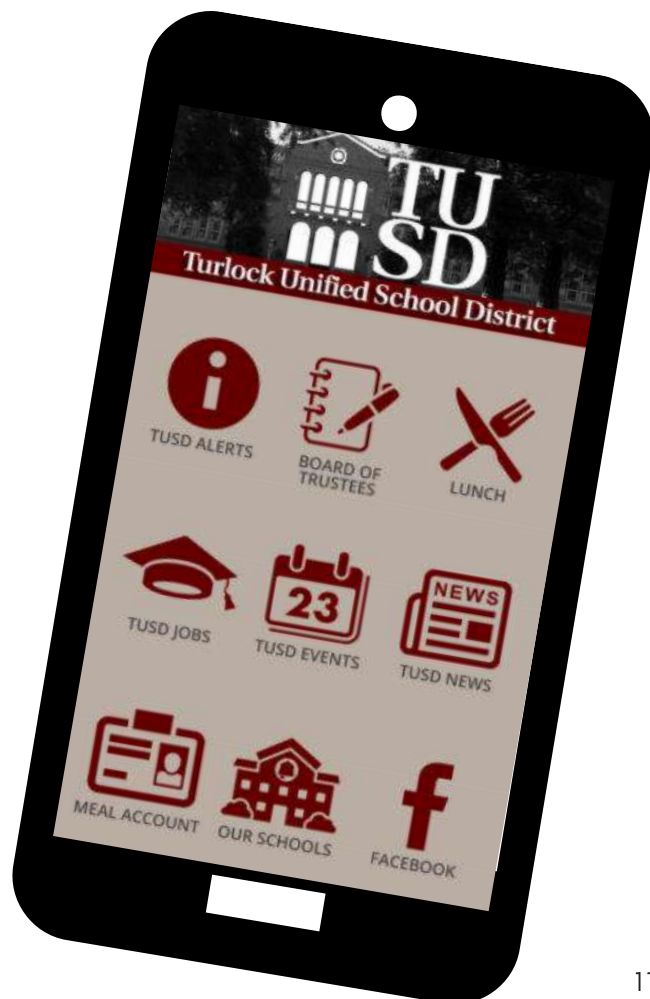 TU
SD
Turlock Unified School District
TUSD ALERTS
BOARD OF
TRUSTEES
LUNCH
TUSD JOBS
23
TUSD EVENTS
NEWS
TUSD NEWS
MEAL ACCOUNT
OUR SCHOOLS
f
FACEBOOK